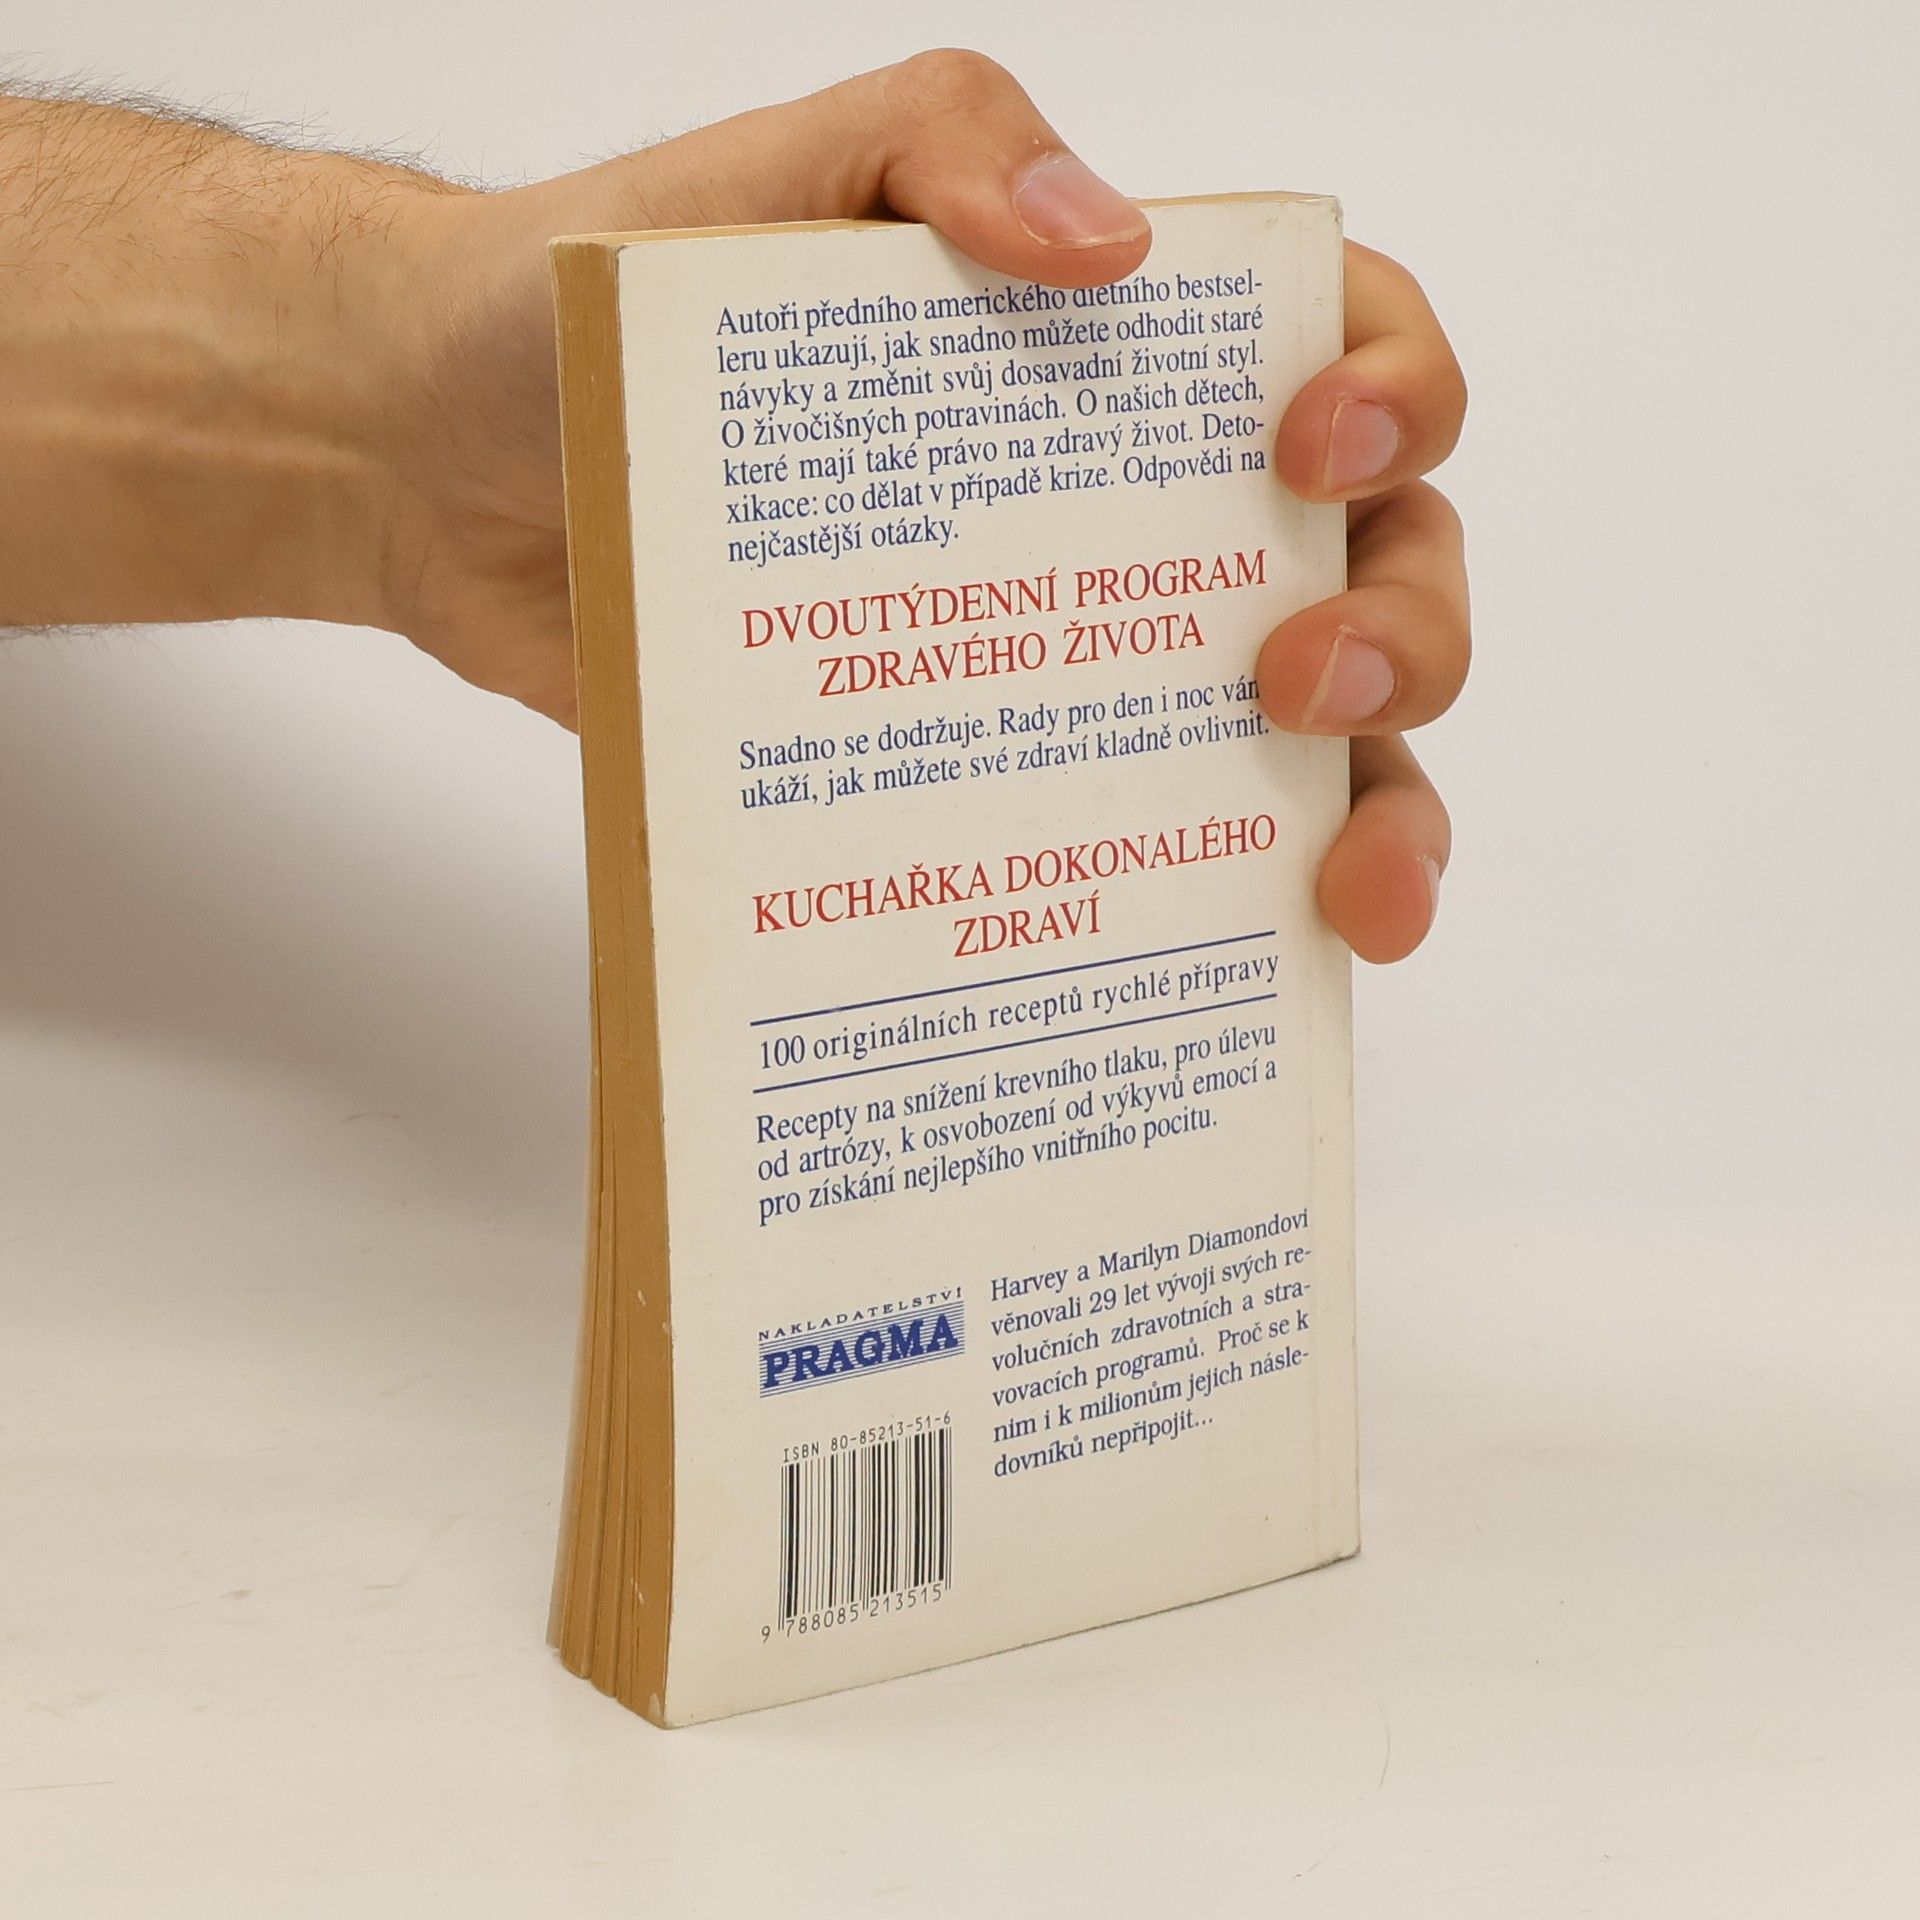 Autoři předního amerického dietního bestsel-
leru ukazují, jak snadno můžete odhodit staré
návyky a změnit svůj dosavadní životní styl.
O živočišných potravinách. O našich dětech,
které mají také právo na zdravý život. Deto-
xikace: co dělat v případě krize. Odpovědi na
nejčastější otázky.
DVOUTÝDENNÍ PROGRAM
ZDRAVÉHO ŽIVOTA
Snadno se dodržuje. Rady pro den i noc vám
ukáží, jak můžete své zdraví kladně ovlivnit.
KUCHAŘKA DOKONALÉHO
ZDRAVÍ
100 originálních receptů rychlé přípravy
Recepty na snížení krevního tlaku, pro úlevu
od artrózy, k osvobození od výkyvů emocí a
pro získání nejlepšího vnitřního pocitu.
NAKLADATELSTVÍ
PRAGMA
ISBN 80-85213-51-6
9 788085 213515
Harvey a Marilyn Diamondovi
věnovali 29 let vývoji svých re-
volučních zdravotních a stra-
vovacích programů. Proč se k
nim i k milionům jejich násle-
dovníků nepřipojit...